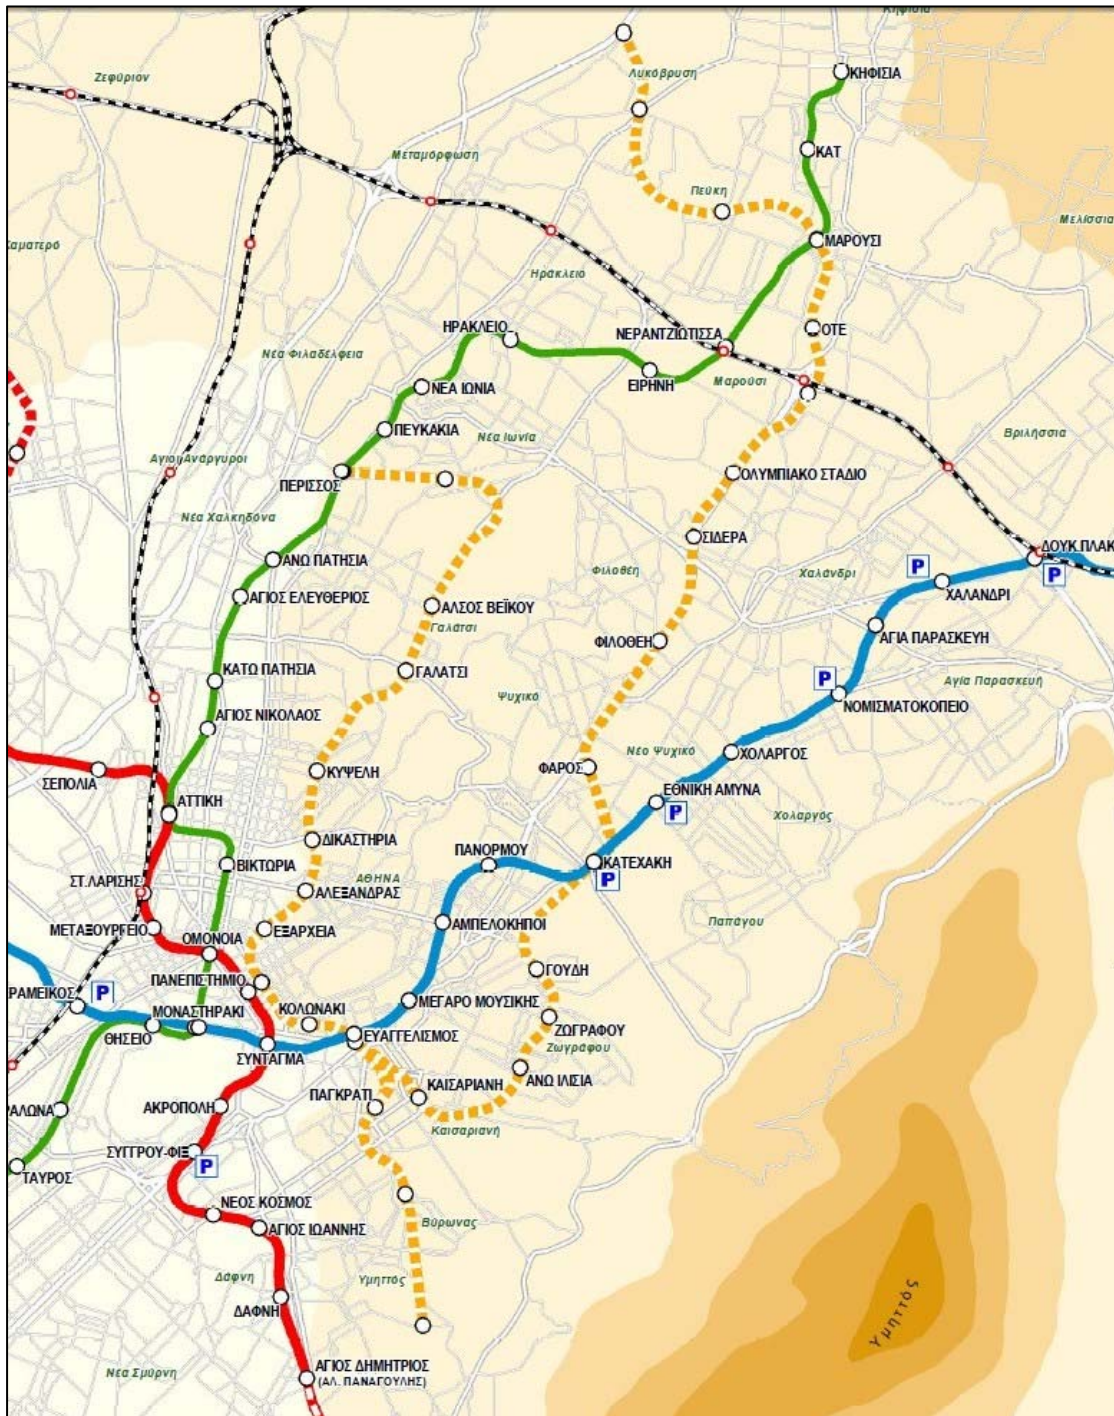 Κηφισιά
Ζεφύριον
Λυκόβρυση
ΚΗΦΙΣΙΑ
ΚΑΤ
Μεταμόρφωση
Πεύκη
Μελίσσια
Καματερό
ΜΑΡΟΥΣΙ
Ηράκλειο
ΗΡΑΚΛΕΙΟ
ΝΕΡΑΝΤΖΙΩΤΙΣΣΑ
ΟΤΕ
Νέα Φιλαδέλφεια
ΕΙΡΗΝΗ
Μαρούσι
ΝΕΑ ΙΩΝΙΑ
ΠΕΥΚΑΚΙΑ
Νέα Ιωνία
Βριλήσσια
Αγιοι Ανάργυροι
ΠΕΡΙΣΣΟΣ
ΟΛΥΜΠΙΑΚΟ ΣΤΑΔΙΟ
Νέα Χαλκηδόνα
ΣΙΔΕΡΑ
ΔΟΥΚ.ΠΛΑΚ
ΑΝΩ ΠΑΤΗΣΙΑ
Φιλοθέη
Χαλάνδρι
P
P
ΧΑΛΑΝΔΡΙ
ΑΓΙΟΣ ΕΛΕΥΘΕΡΙΟΣ
ΑΛΣΟΣ ΒΕΪΚΟΥ
Γαλάτσι
ΦΙΛΟΘΕΗ
ΑΓΙΑ ΠΑΡΑΣΚΕΥΗ
ΚΑΤΩ ΠΑΤΗΣΙΑ
ΓΑΛΑΤΣΙ
P
Αγία Παρασκευή
Ψυχικό
ΝΟΜΙΣΜΑΤΟΚΟΠΕΙΟ
ΑΓΙΟΣ ΝΙΚΟΛΑΟΣ
Νέο Ψυχικό
ΧΟΛΑΡΓΟΣ
ΣΕΠΟΛΙΑ
ΚΥΨΕΛΗ
ΦΑΡΟΣ
ΑΤΤΙΚΗ
ΕΘΝΙΚΗ ΑΜΥΝΑ
P
Χολαργός
ΔΙΚΑΣΤΗΡΙΑ
ΠΑΝΟΡΜΟΥ
ΒΙΚΤΩΡΙΑ
ΚΑΤΕΧΑΚΗ
P
ΣΤ.ΛΑΡΙΣΗΣ
ΑΘΗΝΑ
ΑΛΕΞΑΝΔΡΑΣ
ΜΕΤΑΞΟΥΡΓΕΙΟ
ΕΞΑΡΧΕΙΑ
ΑΜΠΕΛΟΚΗΠΟΙ
Παπάγου
ΟΜΟΝΟΙΑ
ΓΟΥΔΗ
ΠΑΝΕΠΙΣΤΗΜΙΟ
ΡΑΜΕΙΚΟΣ
P
ΜΕΓΑΡΟ ΜΟΥΣΙΚΗΣ
ΜΟΝΑΣΤΗΡΑΚΙ
ΚΟΛΩΝΑΚΙ
ΖΩΓΡΑΦΟΥ
ΘΗΣΕΙΟ
ΕΥΑΓΓΕΛΙΣΜΟΣ
Ζωγράφου
ΣΥΝΤΑΓΜΑ
ΑΝΩ ΙΛΙΣΙΑ
ΠΑΓΚΡΑΤΙ
ΚΑΙΣΑΡΙΑΝΗ
ΡΑΛΩΝΑ
ΑΚΡΟΠΟΛΗ
Καισαριανή
ΣΥΓΓΡΟΥ-ΦΙΞ
P
ΤΑΥΡΟΣ
ΝΕΟΣ ΚΟΣΜΟΣ
ΑΓΙΟΣ ΙΩΑΝΝΗΣ
Βύρωνας
Δάφνη
Υμηττός
ΔΑΦΝΗ
Υμηττός
ΑΓΙΟΣ ΔΗΜΗΤΡΙΟΣ
(ΑΛ. ΠΑΝΑΓΟΥΛΗΣ)
Νέα Σμύρνη